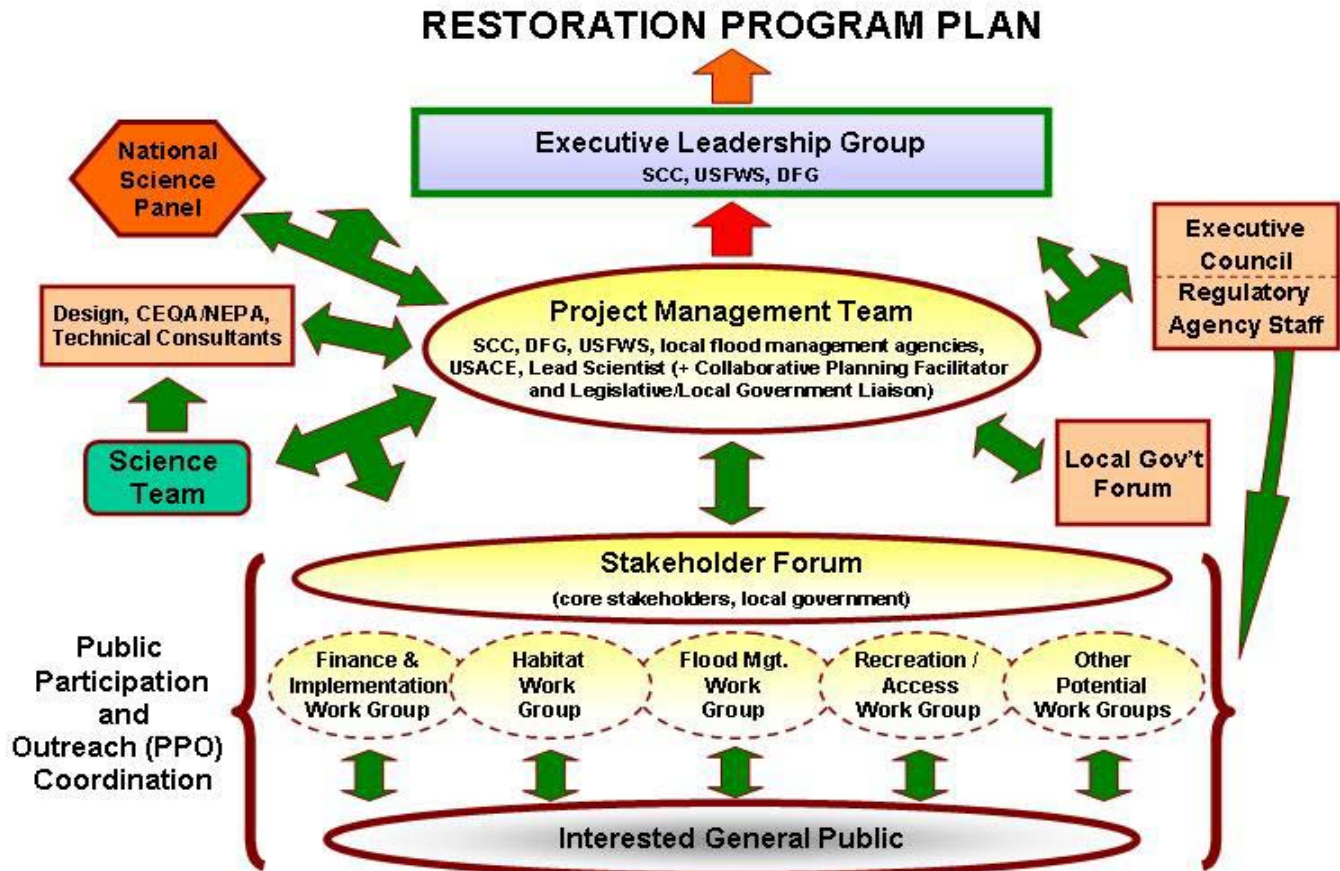 RESTORATION PROGRAM PLAN
Executive Leadership Group
SCC, USFWS, DFG
National
Science
Panel
Executive
Council
Regulatory
Agency Staff
Design, CEQA/NEPA,
Technical Consultants
Project Management Team
SCC, DFG, USFWS, local flood management agencies,
USACE, Lead Scientist (+ Collaborative Planning Facilitator
and Legislative/Local Government Liaison)
Science
Team
Local Gov't
Forum
Stakeholder Forum
(core stakeholders, local government)
Public
Participation
and
Outreach (PPO)
Coordination
Finance &
Implementation
Work Group
Habitat
Work
Group
Flood Mgt.
Work
Group
Recreation /
Access
Work Group
Other
Potential
Work Groups
Interested General Public